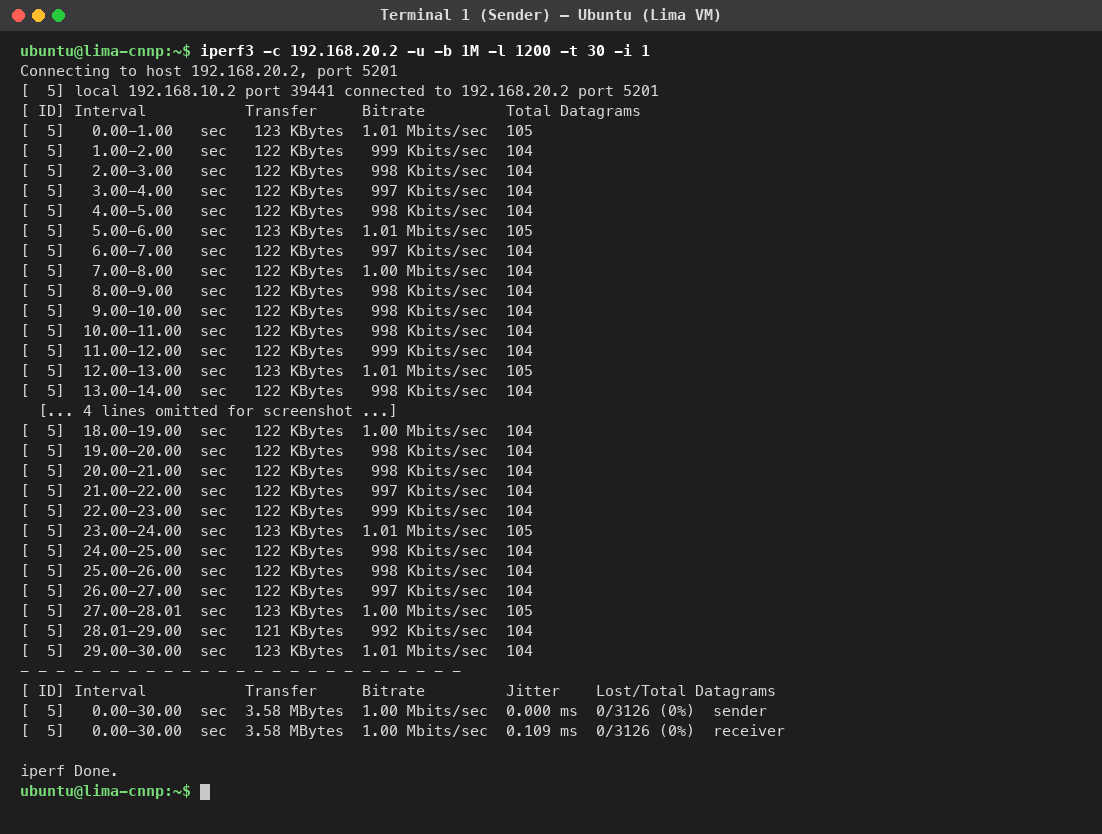 Terminal 1 (Sender) — Ubuntu (Lima VM)
ubuntu@lima-cnnp:~$ iperf3 -c 192.168.20.2 -u -b 1M -l 1200 -t 30 -i 1
Connecting to host 192.168.20.2, port 5201
[  5] local 192.168.10.2 port 39441 connected to 192.168.20.2 port 5201
[ ID] Interval           Transfer     Bitrate         Total Datagrams
[  5]   0.00-1.00   sec   123 KBytes  1.01 Mbits/sec  105
[  5]   1.00-2.00   sec   122 KBytes   999 Kbits/sec  104
[  5]   2.00-3.00   sec   122 KBytes   998 Kbits/sec  104
[  5]   3.00-4.00   sec   122 KBytes   997 Kbits/sec  104
[  5]   4.00-5.00   sec   122 KBytes   998 Kbits/sec  104
[  5]   5.00-6.00   sec   123 KBytes  1.01 Mbits/sec  105
[  5]   6.00-7.00   sec   122 KBytes   997 Kbits/sec  104
[  5]   7.00-8.00   sec   122 KBytes  1.00 Mbits/sec  104
[  5]   8.00-9.00   sec   122 KBytes   998 Kbits/sec  104
[  5]   9.00-10.00  sec   122 KBytes   998 Kbits/sec  104
[  5]  10.00-11.00  sec   122 KBytes   998 Kbits/sec  104
[  5]  11.00-12.00  sec   122 KBytes   999 Kbits/sec  104
[  5]  12.00-13.00  sec   123 KBytes  1.01 Mbits/sec  105
[  5]  13.00-14.00  sec   122 KBytes   998 Kbits/sec  104
  [... 4 lines omitted for screenshot ...]
[  5]  18.00-19.00  sec   122 KBytes  1.00 Mbits/sec  104
[  5]  19.00-20.00  sec   122 KBytes   998 Kbits/sec  104
[  5]  20.00-21.00  sec   122 KBytes   998 Kbits/sec  104
[  5]  21.00-22.00  sec   122 KBytes   997 Kbits/sec  104
[  5]  22.00-23.00  sec   122 KBytes   999 Kbits/sec  104
[  5]  23.00-24.00  sec   123 KBytes  1.01 Mbits/sec  105
[  5]  24.00-25.00  sec   122 KBytes   998 Kbits/sec  104
[  5]  25.00-26.00  sec   122 KBytes   998 Kbits/sec  104
[  5]  26.00-27.00  sec   122 KBytes   997 Kbits/sec  104
[  5]  27.00-28.01  sec   123 KBytes  1.00 Mbits/sec  105
[  5]  28.01-29.00  sec   121 KBytes   992 Kbits/sec  104
[  5]  29.00-30.00  sec   123 KBytes  1.01 Mbits/sec  104
- - - - - - - - - - - - - - - - - - - - - - - - -
[ ID] Interval           Transfer     Bitrate         Jitter    Lost/Total Datagrams
[  5]   0.00-30.00  sec  3.58 MBytes  1.00 Mbits/sec  0.000 ms  0/3126 (0%)  sender
[  5]   0.00-30.00  sec  3.58 MBytes  1.00 Mbits/sec  0.109 ms  0/3126 (0%)  receiver
iperf Done.
ubuntu@lima-cnnp:~$